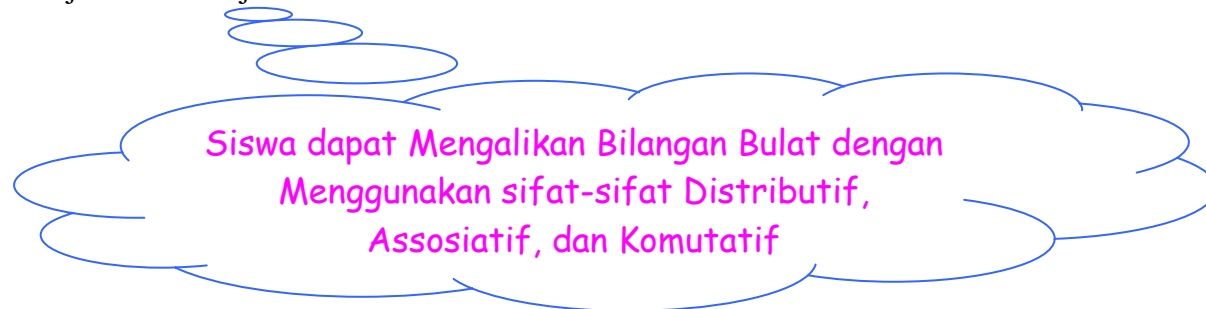 Siswa dapat Mengalikan Bilangan Bulat dengan
Menggunakan sifat-sifat Distributif,
Assosiatif, dan Komutatif